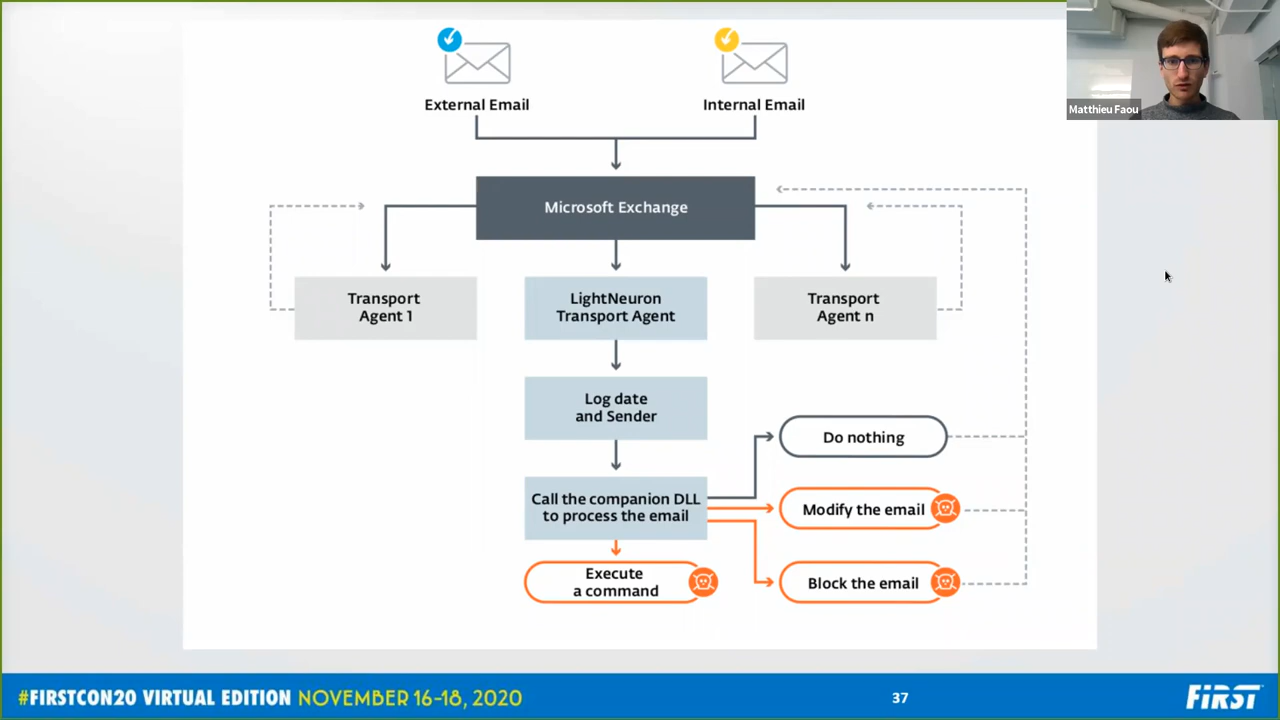 External Email
Internal Email
Matthieu Faou
Microsoft Exchange
Transport
Agent 1
LightNeuron
Transport Agent
Transport
Agent n
Log date
and Sender
Do nothing
Call the companion DLL
to process the email
Modify the email
Execute
a command
Block the email
#FIRSTCON20 VIRTUAL EDITION NOVEMBER 16-18, 2020
37
FIRST